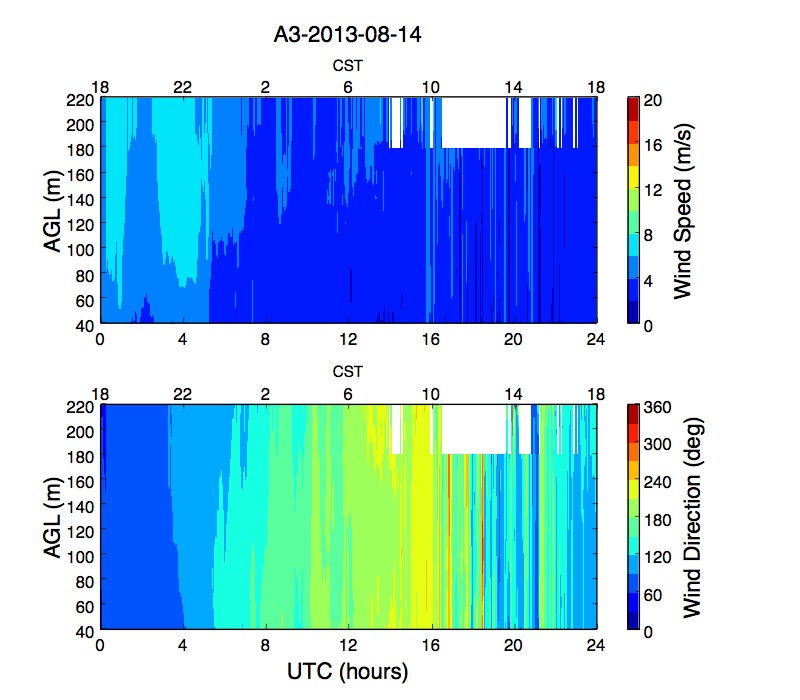 A3-2013-08-14
CST
18 22 2 6 10 14 18
220
200
180
160
140
120
100
80
60
40
AGL (m)
0 4 8 12 16 20 24
20
16
12
8
4
0
Wind Speed (m/s)
CST
18 22 2 6 10 14 18
220
200
180
160
140
120
100
80
60
40
AGL (m)
0 4 8 12 16 20 24
UTC (hours)
360
300
240
180
120
60
0
Wind Direction (deg)